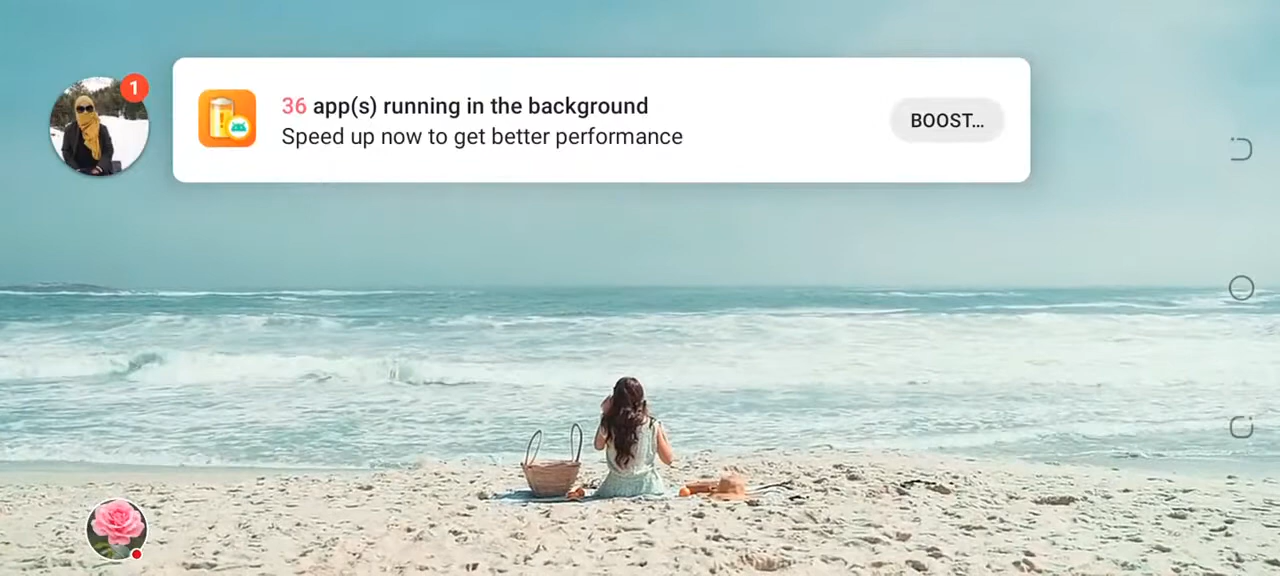 1
36 app(s) running in the background
Speed up now to get better performance
BOOST...